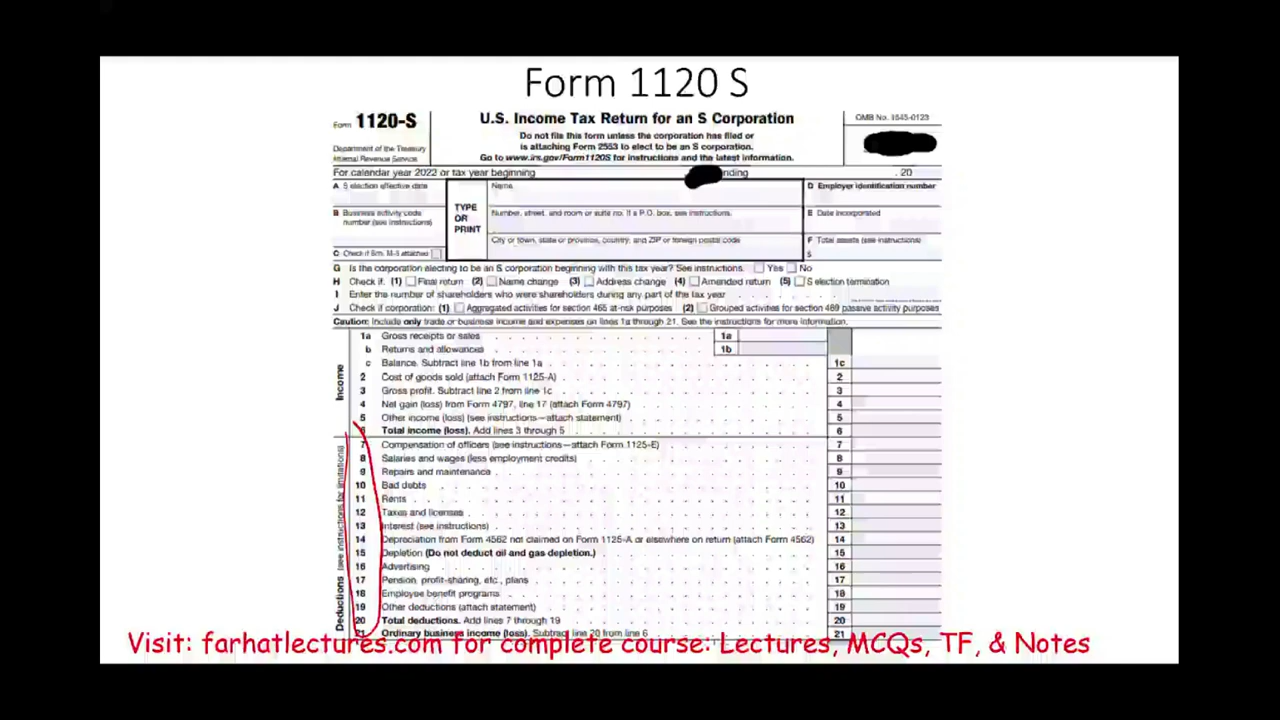 Form 1120 S
Form 1120-S
U.S. Income Tax Return for an S Corporation
OMB No. 1545-0123
Do not file this form unless the corporation has filed or
is attaching Form 2553 to elect to be an S corporation.
Department of the Treasury
Internal Revenue Service
Go to www.irs.gov/Form1120S for instructions and the latest information.
For calendar year 2022 or tax year beginning
nding
, 20
A S election effective date
TYPE
OR
PRINT
Name
D Employer identification number
B Business activity code
number (see instructions)
Number, street, and room or suite no. If a P.O. box, see instructions.
E Date incorporated
C Check if Sch. M-3 attached
City or town, state or province, country, and ZIP or foreign postal code
F Total assets (see instructions)
$
G Is the corporation electing to be an S corporation beginning with this tax year? See instructions. Yes No
H Check if: (1) Final return (2) Name change (3) Address change (4) Amended return (5) S election termination
I Enter the number of shareholders who were shareholders during any part of the tax year
J Check if corporation: (1) Aggregated activities for section 465 at-risk purposes (2) Grouped activities for section 469 passive activity purposes
Caution: Include only trade or business income and expenses on lines 1a through 21. See the instructions for more information.
Income
1a Gross receipts or sales 1a
b Returns and allowances 1b
c Balance. Subtract line 1b from line 1a 1c
2 Cost of goods sold (attach Form 1125-A) 2
3 Gross profit. Subtract line 2 from line 1c 3
4 Net gain (loss) from Form 4797, line 17 (attach Form 4797) 4
5 Other income (loss) (see instructions—attach statement) 5
6 Total income (loss). Add lines 3 through 5 6
Deductions (see instructions for limitations)
7 Compensation of officers (see instructions—attach Form 1125-E) 7
8 Salaries and wages (less employment credits) 8
9 Repairs and maintenance 9
10 Bad debts 10
11 Rents 11
12 Taxes and licenses 12
13 Interest (see instructions) 13
14 Depreciation from Form 4562 not claimed on Form 1125-A or elsewhere on return (attach Form 4562) 14
15 Depletion (Do not deduct oil and gas depletion.) 15
16 Advertising 16
17 Pension, profit-sharing, etc., plans 17
18 Employee benefit programs 18
19 Other deductions (attach statement) 19
20 Total deductions. Add lines 7 through 19 20
21 Ordinary business income (loss). Subtract line 20 from line 6 21
Visit: farhatlectures.com for complete course: Lectures, MCQs, TF, & Notes